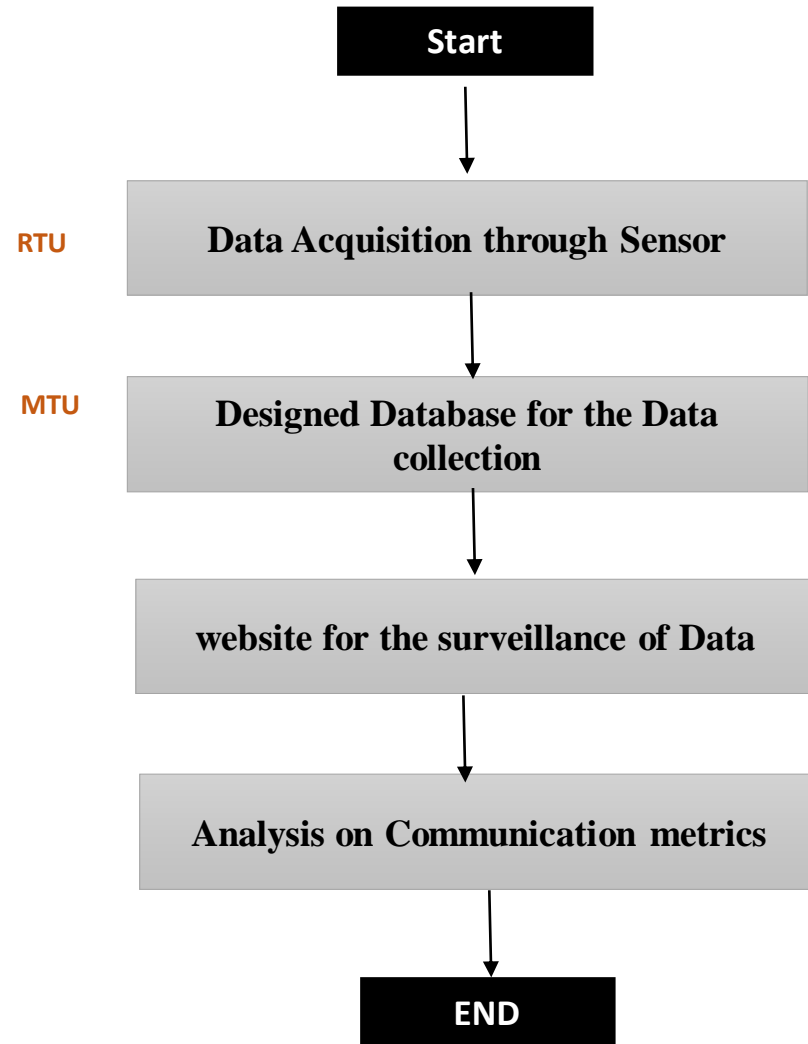 Start
RTU
Data Acquisition through Sensor
MTU
Designed Database for the Data
collection
website for the surveillance of Data
Analysis on Communication metrics
END